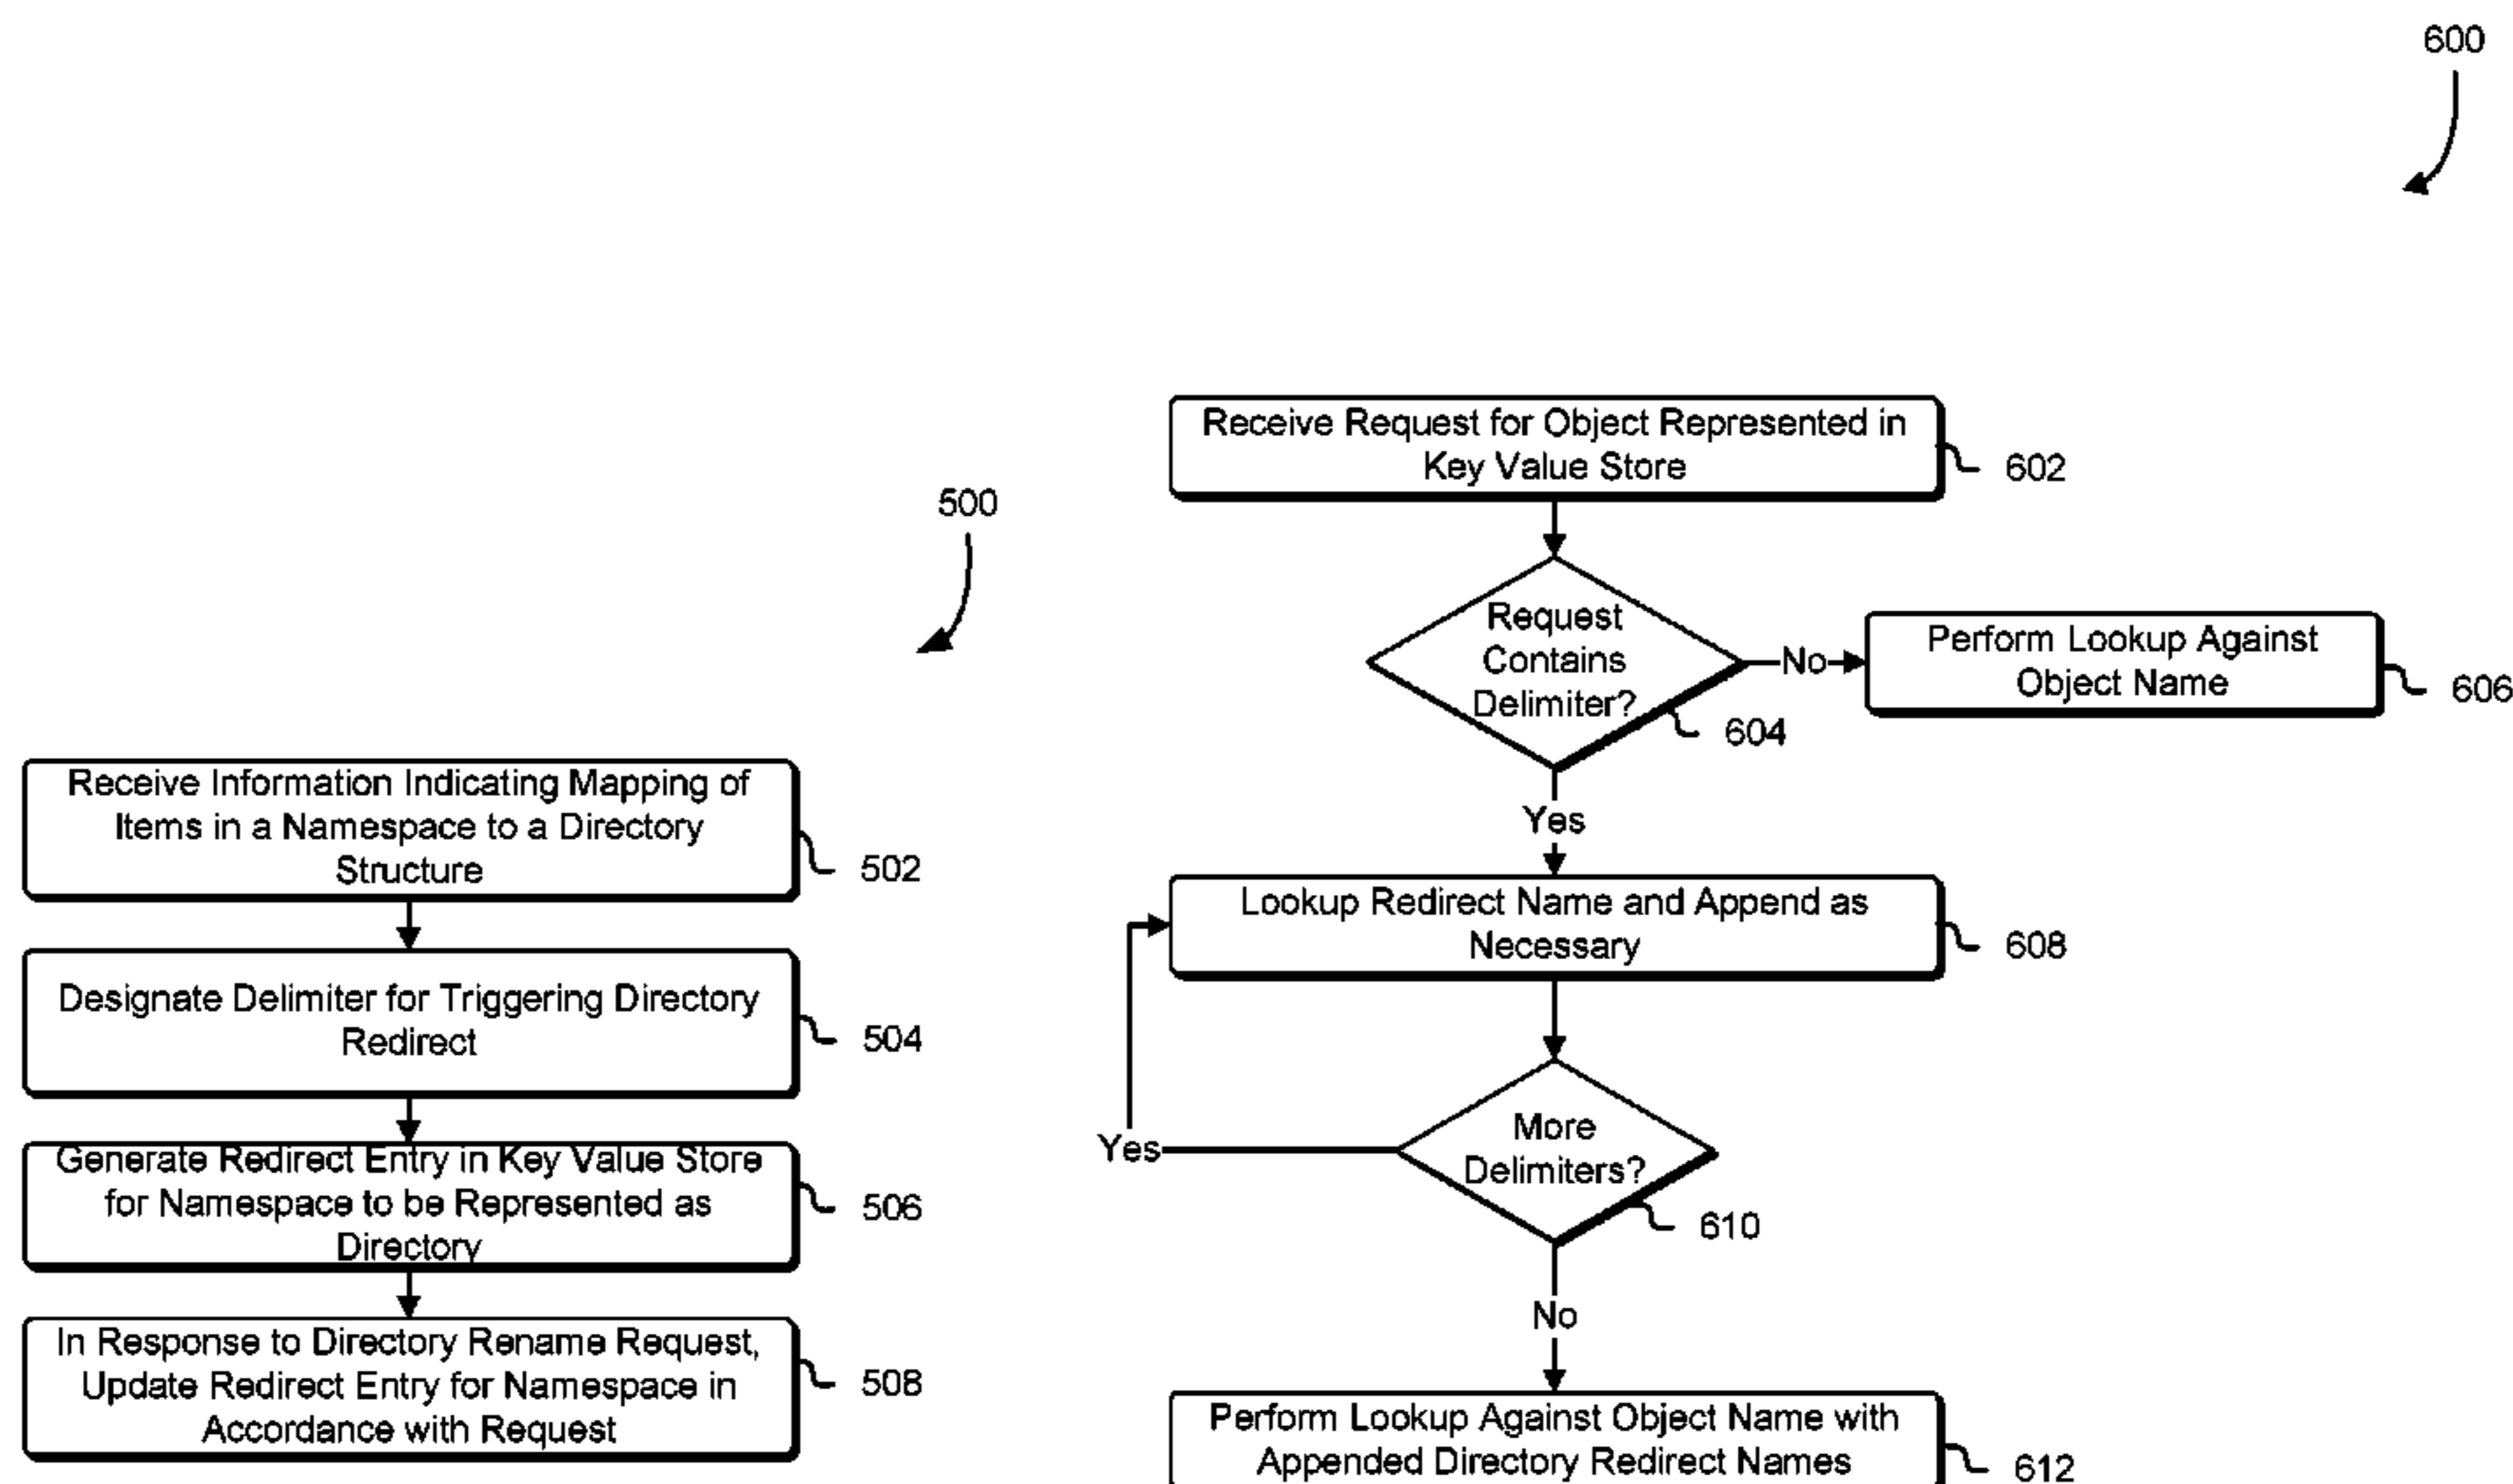 500
Receive Information Indicating Mapping of
Items in a Namespace to a Directory
Structure
502
Designate Delimiter for Triggering Directory
Redirect
504
Generate Redirect Entry in Key Value Store
for Namespace to be Represented as
Directory
506
In Response to Directory Rename Request,
Update Redirect Entry for Namespace in
Accordance with Request
508
600
Receive Request for Object Represented in
Key Value Store
602
Request
Contains
Delimiter?
604
No
Perform Lookup Against
Object Name
606
Yes
Lookup Redirect Name and Append as
Necessary
608
More
Delimiters?
610
Yes
No
Perform Lookup Against Object Name with
Appended Directory Redirect Names
612